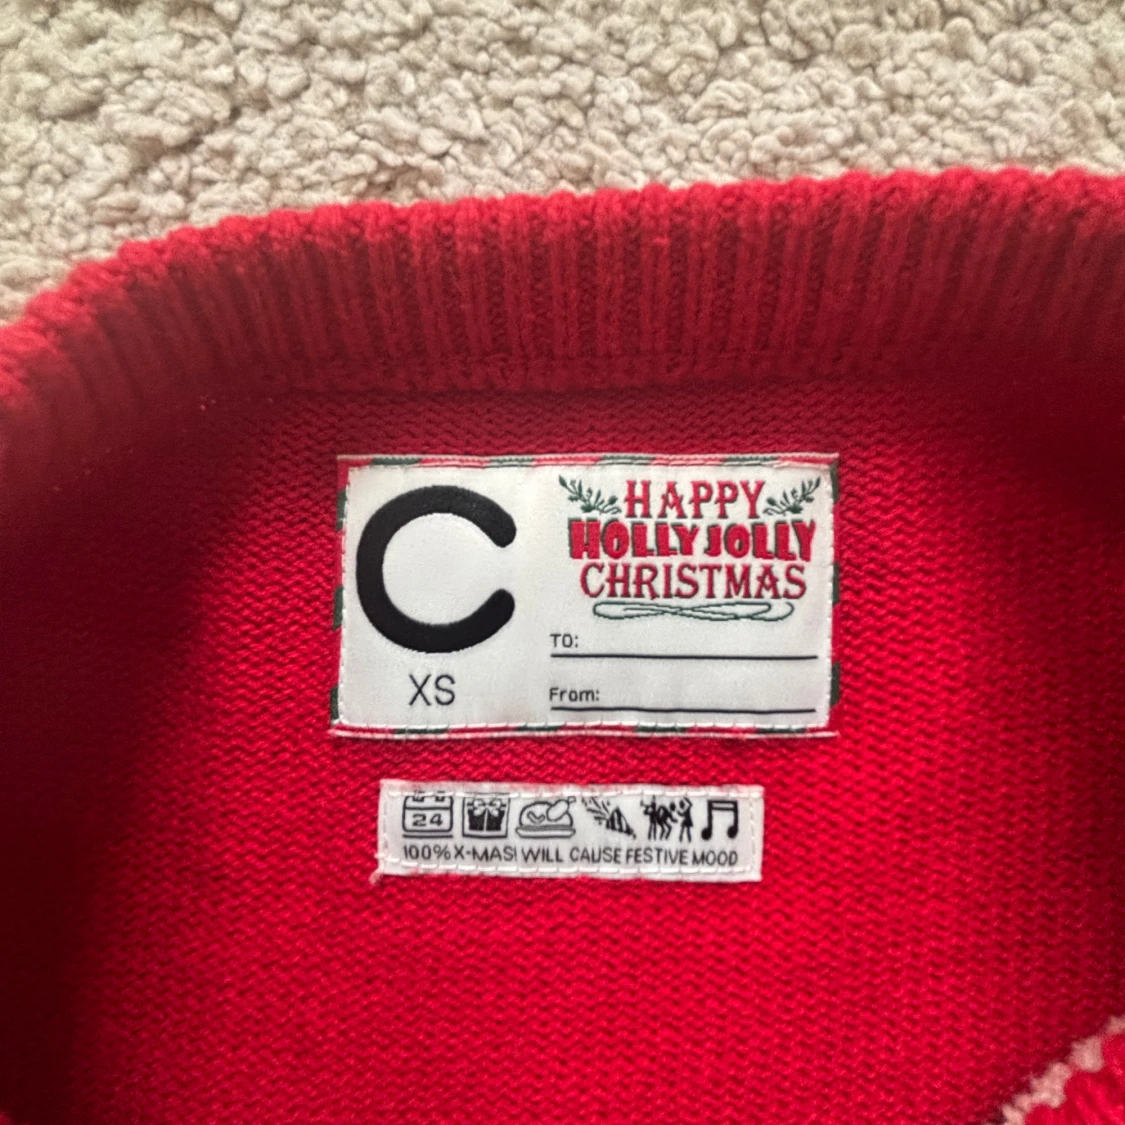 C
XS
HAPPY
HOLLY JOLLY
CHRISTMAS
TO:
From:
24
100% X-MAS! WILL CAUSE FESTIVE MOOD